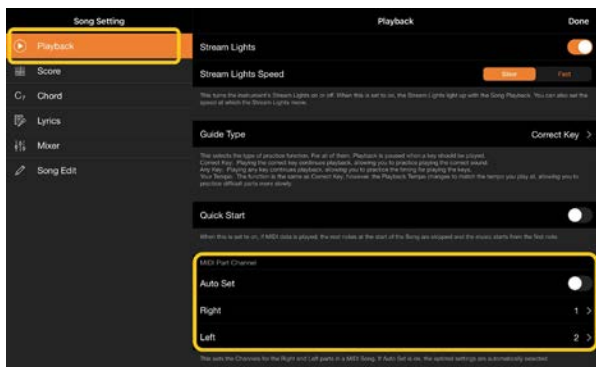 Song Setting
Playback
Done
Playback
Score
C7 Chord
Lyrics
Mixer
Song Edit
Stream Lights
Stream Lights Speed
Slow
Fast
This turns the instrument's Stream Lights on or off. When this is set to on, the Stream Lights light up with the Song Playback. You can also set the
speed at which the Stream Lights move.
Guide Type
Correct Key >
This selects the type of practice function. For all of them, Playback is paused when a key should be played.
Correct Key: Playing the correct key continues playback, allowing you to practice playing the correct sound.
Any Key: Playing any key continues playback, allowing you to practice the timing for playing the keys.
Your Tempo: The function is the same as Correct Key; however the Playback Tempo changes to match the tempo you play at, allowing you to
practice difficult parts more slowly.
Quick Start
When this is set to on, if MIDI data is played, the rest notes at the start of the Song are skipped and the music starts from the first note.
MIDI Part Channel
Auto Set
Right
1 >
Left
2 >
This sets the Channels for the Right and Left parts in a MIDI Song. If Auto Set is on, the optimal settings are automatically selected.